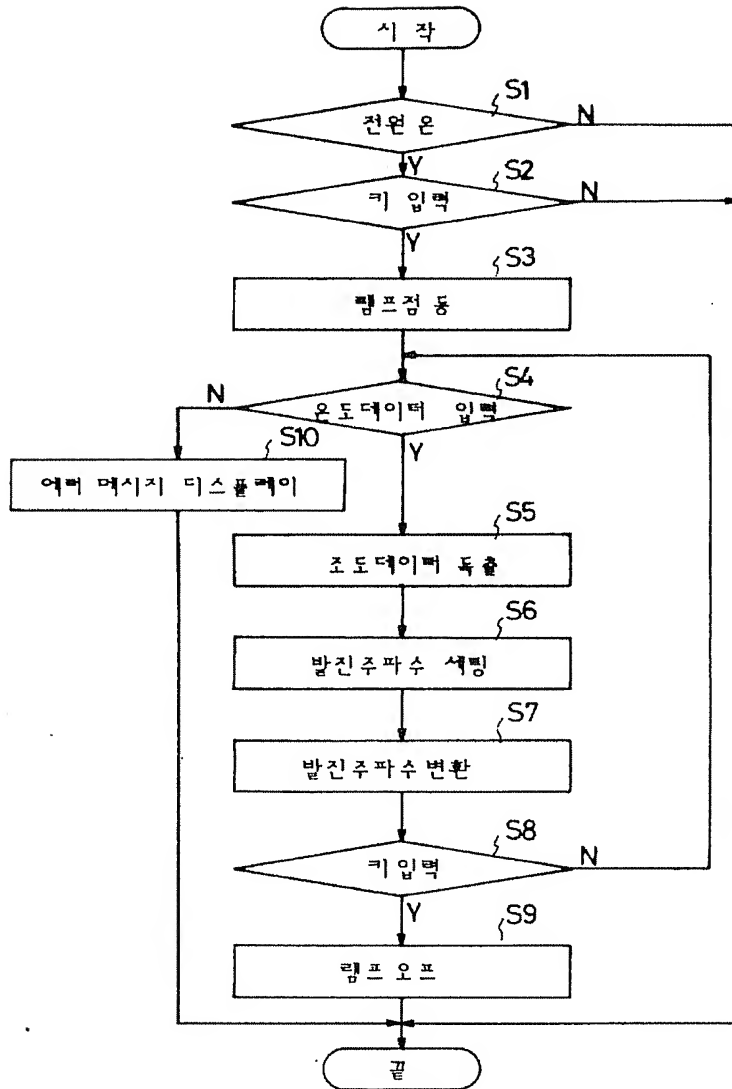 시작
S1
전원 온
N
Y
S2
키 입력
N
Y
S3
램프점등
S4
N
온도데이터 입력
Y
S10
에러 메시지 디스플레이
S5
조도데이터 독출
S6
발진주파수 세팅
S7
발진주파수변환
S8
키입력
N
Y
S9
램프오프
끝